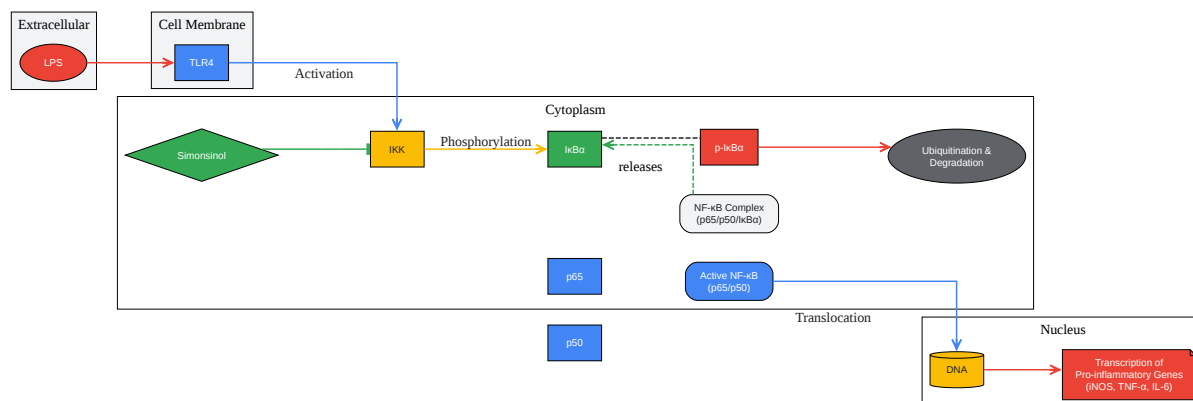 Extracellular
Cell Membrane
LPS
TLR4
Activation
Cytoplasm
Simonsinol
IKK
Phosphorylation
IκBα
p-IκBα
Ubiquitination &
Degradation
releases
NF-κB Complex
(p65/p50/IκBα)
p65
Active NF-κB
(p65/p50)
Translocation
p50
Nucleus
DNA
Transcription of
Pro-inflammatory Genes
(iNOS, TNF-α, IL-6)